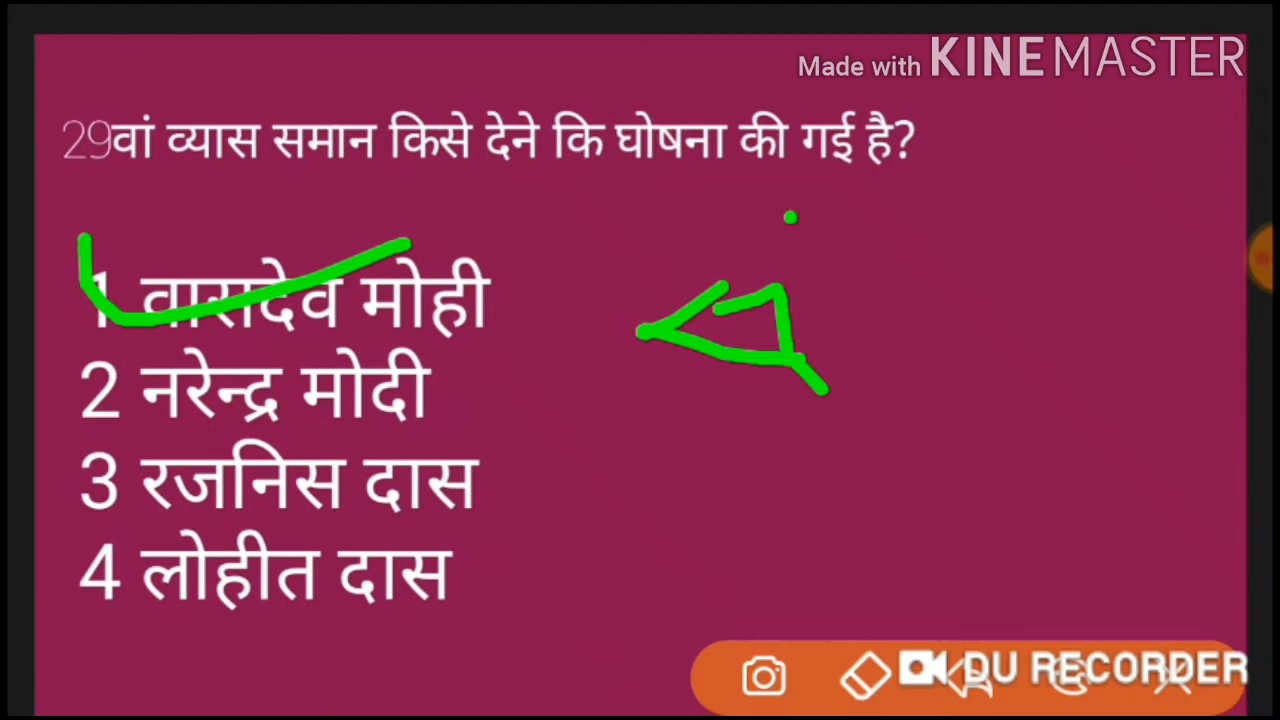 Made with KINEMASTER
29वां व्यास समान किसे देने कि घोषना की गई है?
1 वासदेव मोही
2 नरेन्द्र मोदी
3 रजनिस दास
4 लोहीत दास
DU RECORDER